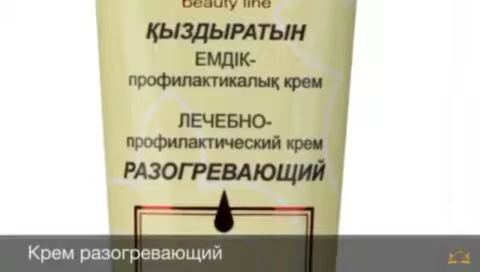 beauty line
ҚЫЗДЫРАТЫН
ЕМДІК-
профилактикалық крем
ЛЕЧЕБНО-
профилактический крем
РАЗОГРЕВАЮЩИЙ
Крем разогревающий